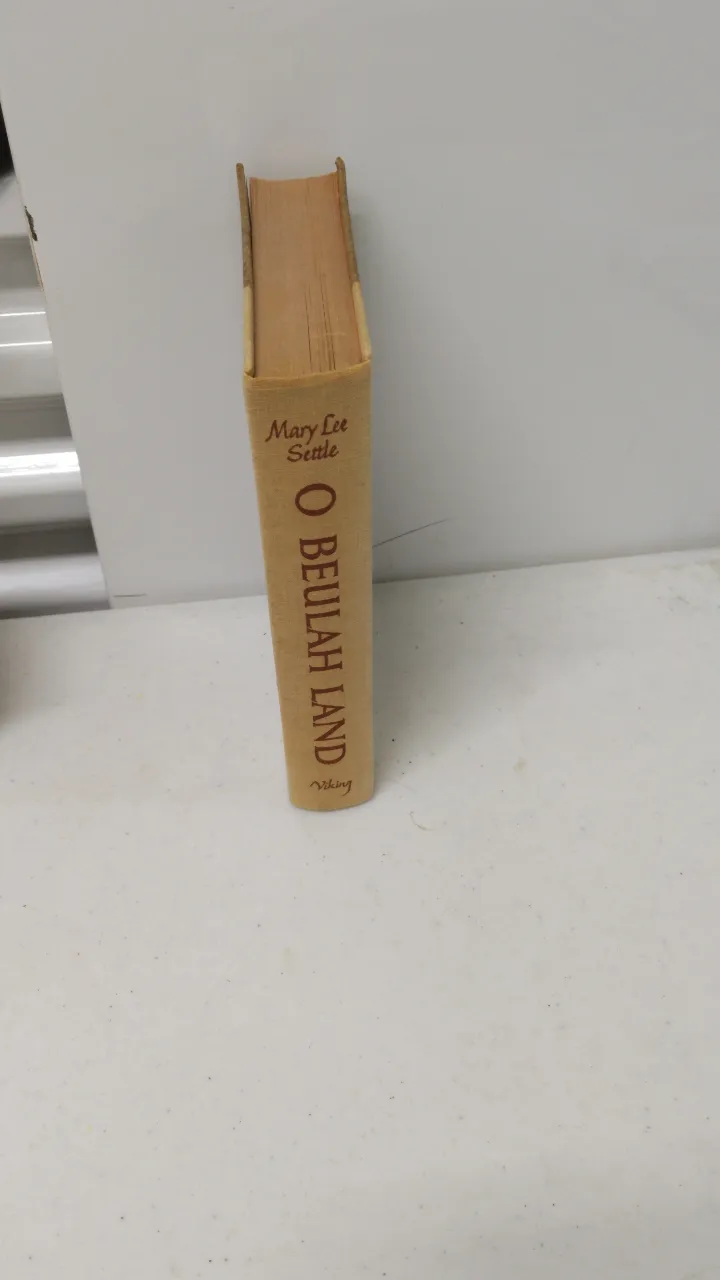 Mary Lee
Settle
O BEULAH LAND
Viking